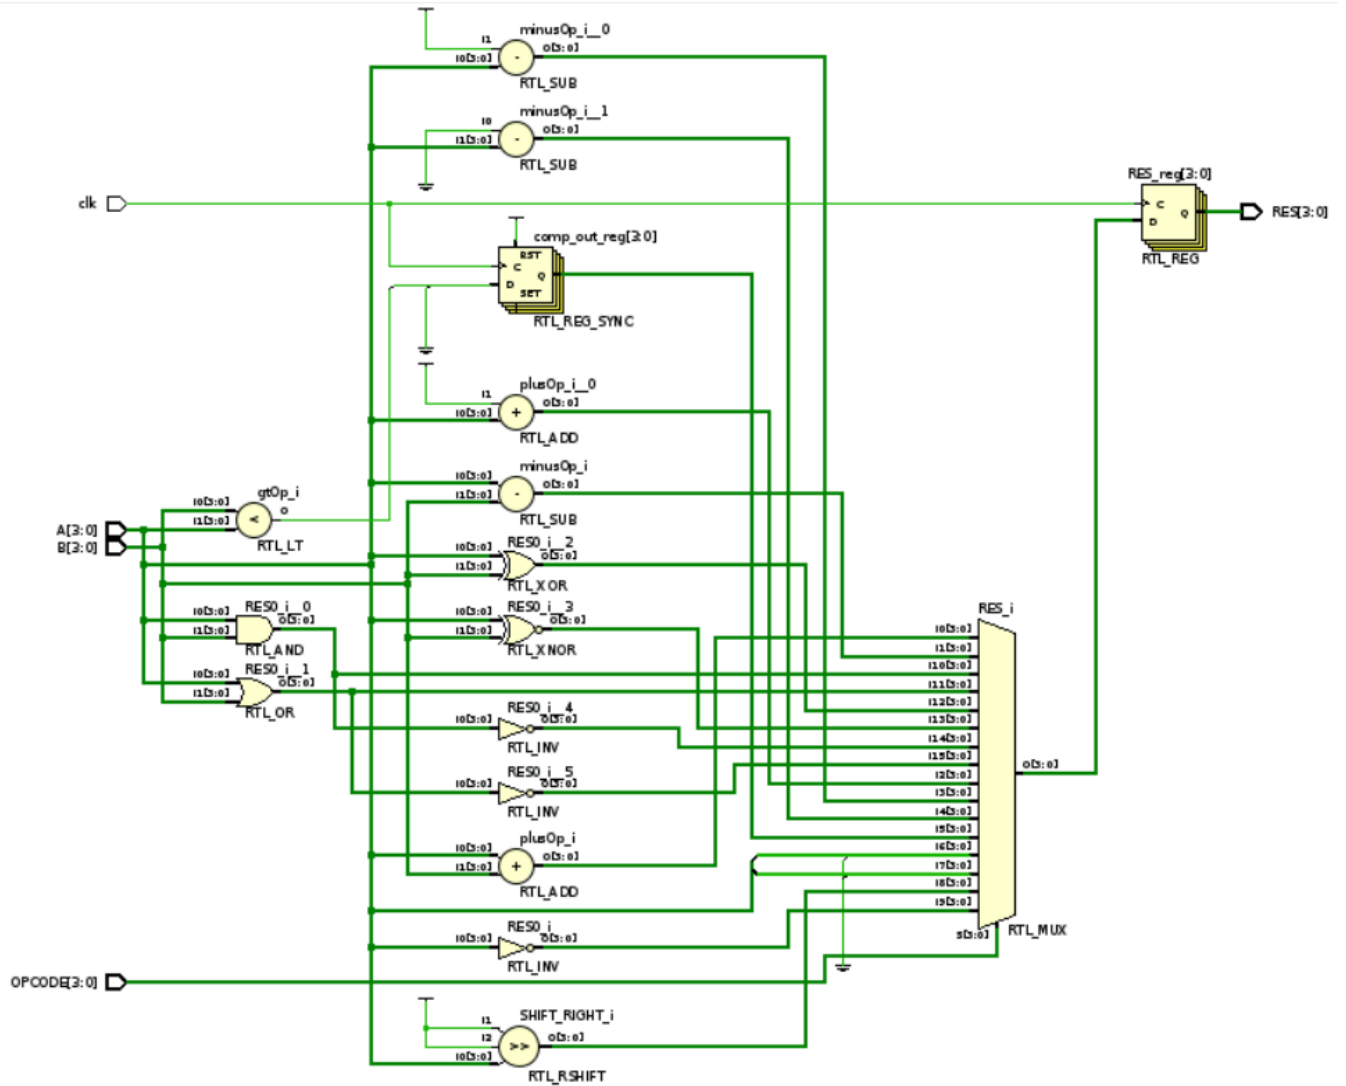 minusOp_i__0
I1
I0[3:0]
O[3:0]
RTL_SUB
minusOp_i__1
I0
I1[3:0]
O[3:0]
RTL_SUB
clk
RES_reg[3:0]
C
D
Q
RES[3:0]
RTL_REG
comp_out_reg[3:0]
RST
C
D
Q
SET
RTL_REG_SYNC
plusOp_i__0
I1
I0[3:0]
O[3:0]
+
RTL_ADD
minusOp_i
I0[3:0]
I1[3:0]
O[3:0]
-
RTL_SUB
gtOp_i
I0[3:0]
I1[3:0]
O
<
RTL_LT
A[3:0]
B[3:0]
RES0_i__2
I0[3:0]
I1[3:0]
O[3:0]
RTL_XOR
RES0_i__0
I0[3:0]
I1[3:0]
O[3:0]
RTL_AND
RES0_i__3
I0[3:0]
I1[3:0]
O[3:0]
RTL_XNOR
RES0_i__1
I0[3:0]
I1[3:0]
O[3:0]
RTL_OR
RES0_i__4
I0[3:0]
O[3:0]
RTL_INV
RES0_i__5
I0[3:0]
O[3:0]
RTL_INV
plusOp_i
I0[3:0]
I1[3:0]
O[3:0]
+
RTL_ADD
RES0_i
I0[3:0]
O[3:0]
RTL_INV
RES_i
I0[3:0]
I1[3:0]
I10[3:0]
I11[3:0]
I12[3:0]
I13[3:0]
I14[3:0]
I15[3:0]
I2[3:0]
I3[3:0]
I4[3:0]
I5[3:0]
I6[3:0]
I7[3:0]
I8[3:0]
I9[3:0]
S[3:0]
O[3:0]
RTL_MUX
OPCODE[3:0]
SHIFT_RIGHT_i
I1
I2
I0[3:0]
O[3:0]
>>
RTL_RSHIFT